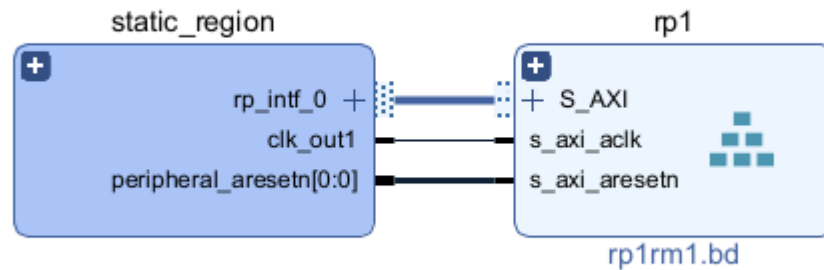 static_region
rp1
rp_intf_0
S_AXI
clk_out1
s_axi_aclk
peripheral_aresetn[0:0]
s_axi_aresetn
rp1rm1.bd